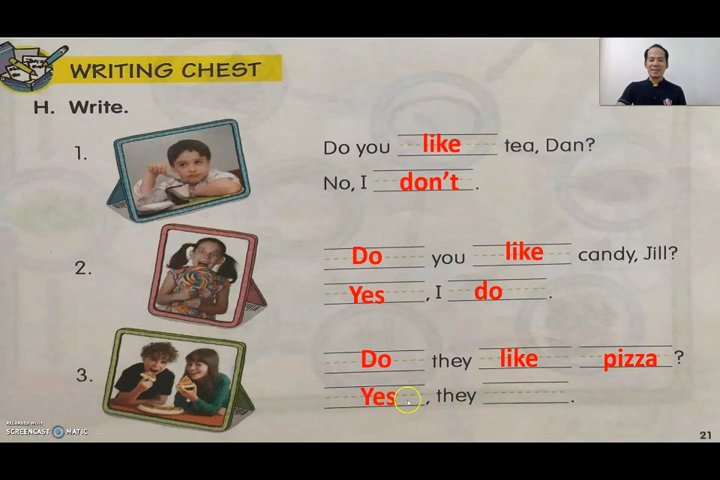 WRITING CHEST
H. Write.
1.
Do you like tea, Dan?
No, I don't.
2.
Do you like candy, Jill?
Yes, I do.
3.
Do they like pizza?
Yes, they ____.
RECORDED WITH
SCREENCAST MATIC
21